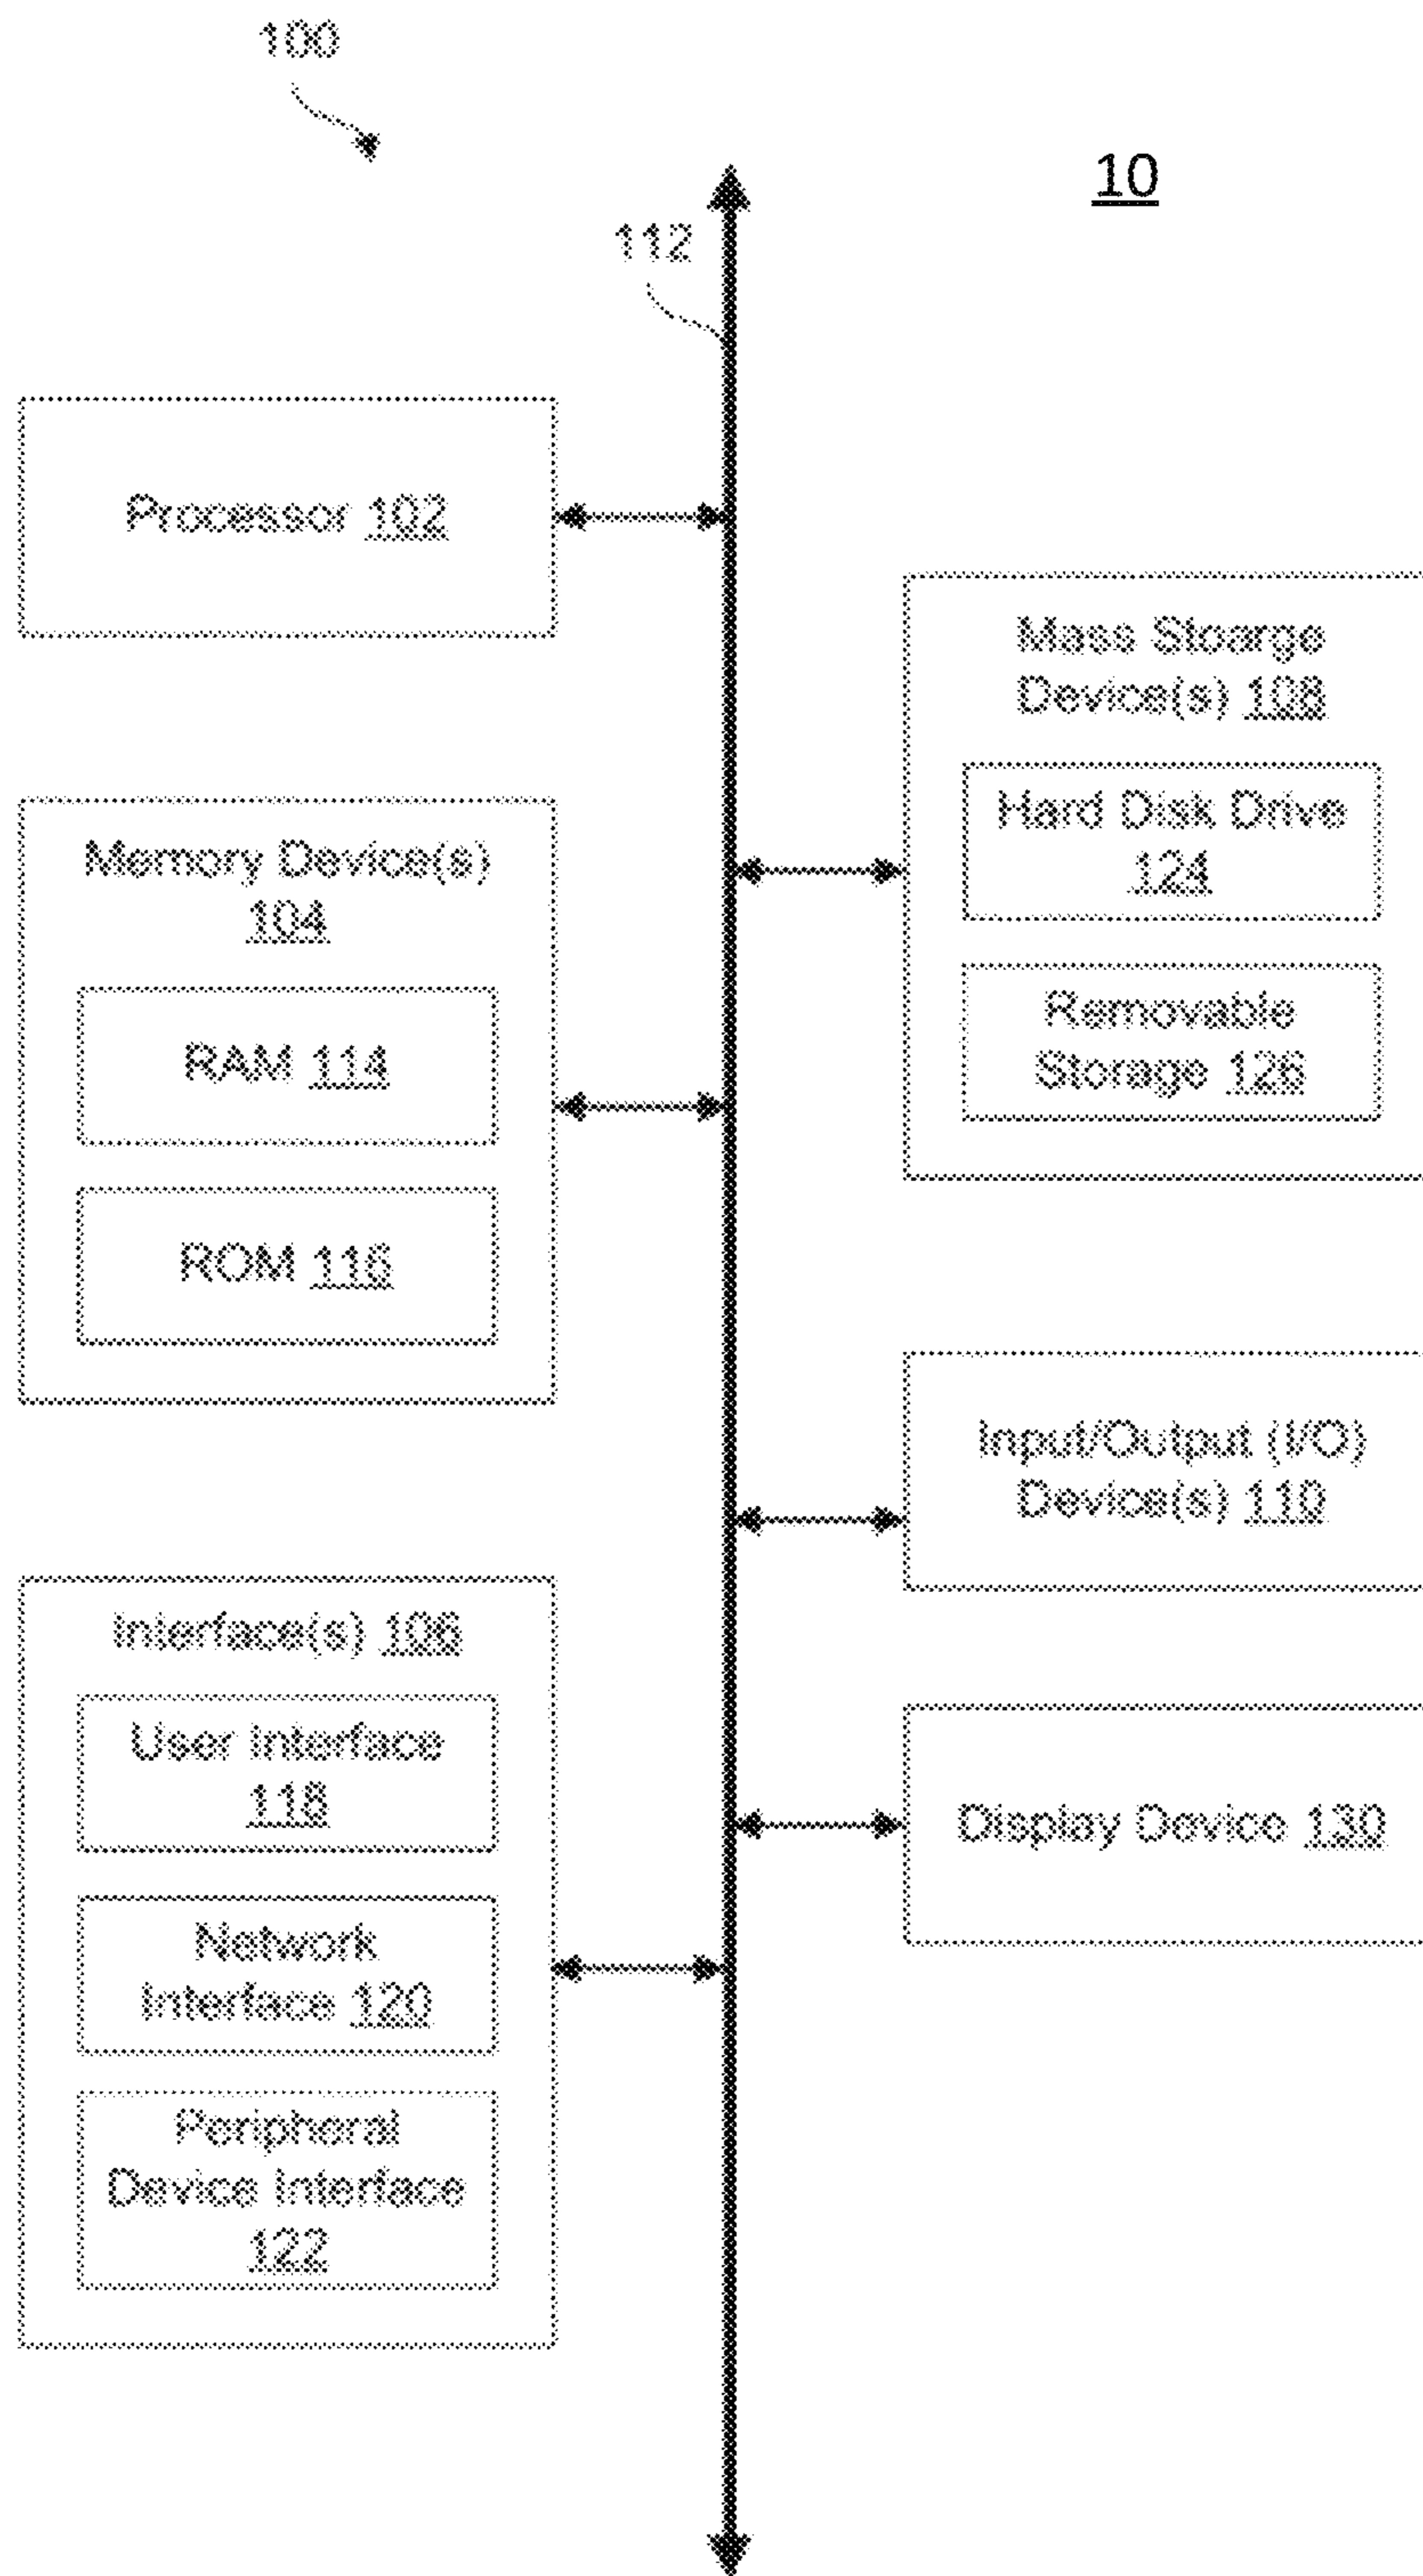 100
10
112
Processor 102
Mass Stoarge
Device(s) 108
Hard Disk Drive
124
Removable
Storage 126
Memory Device(s)
104
RAM 114
ROM 116
Input/Output (I/O)
Device(s) 110
Interface(s) 106
User Interface
118
Network
Interface 120
Peripheral
Device Interface
122
Display Device 130